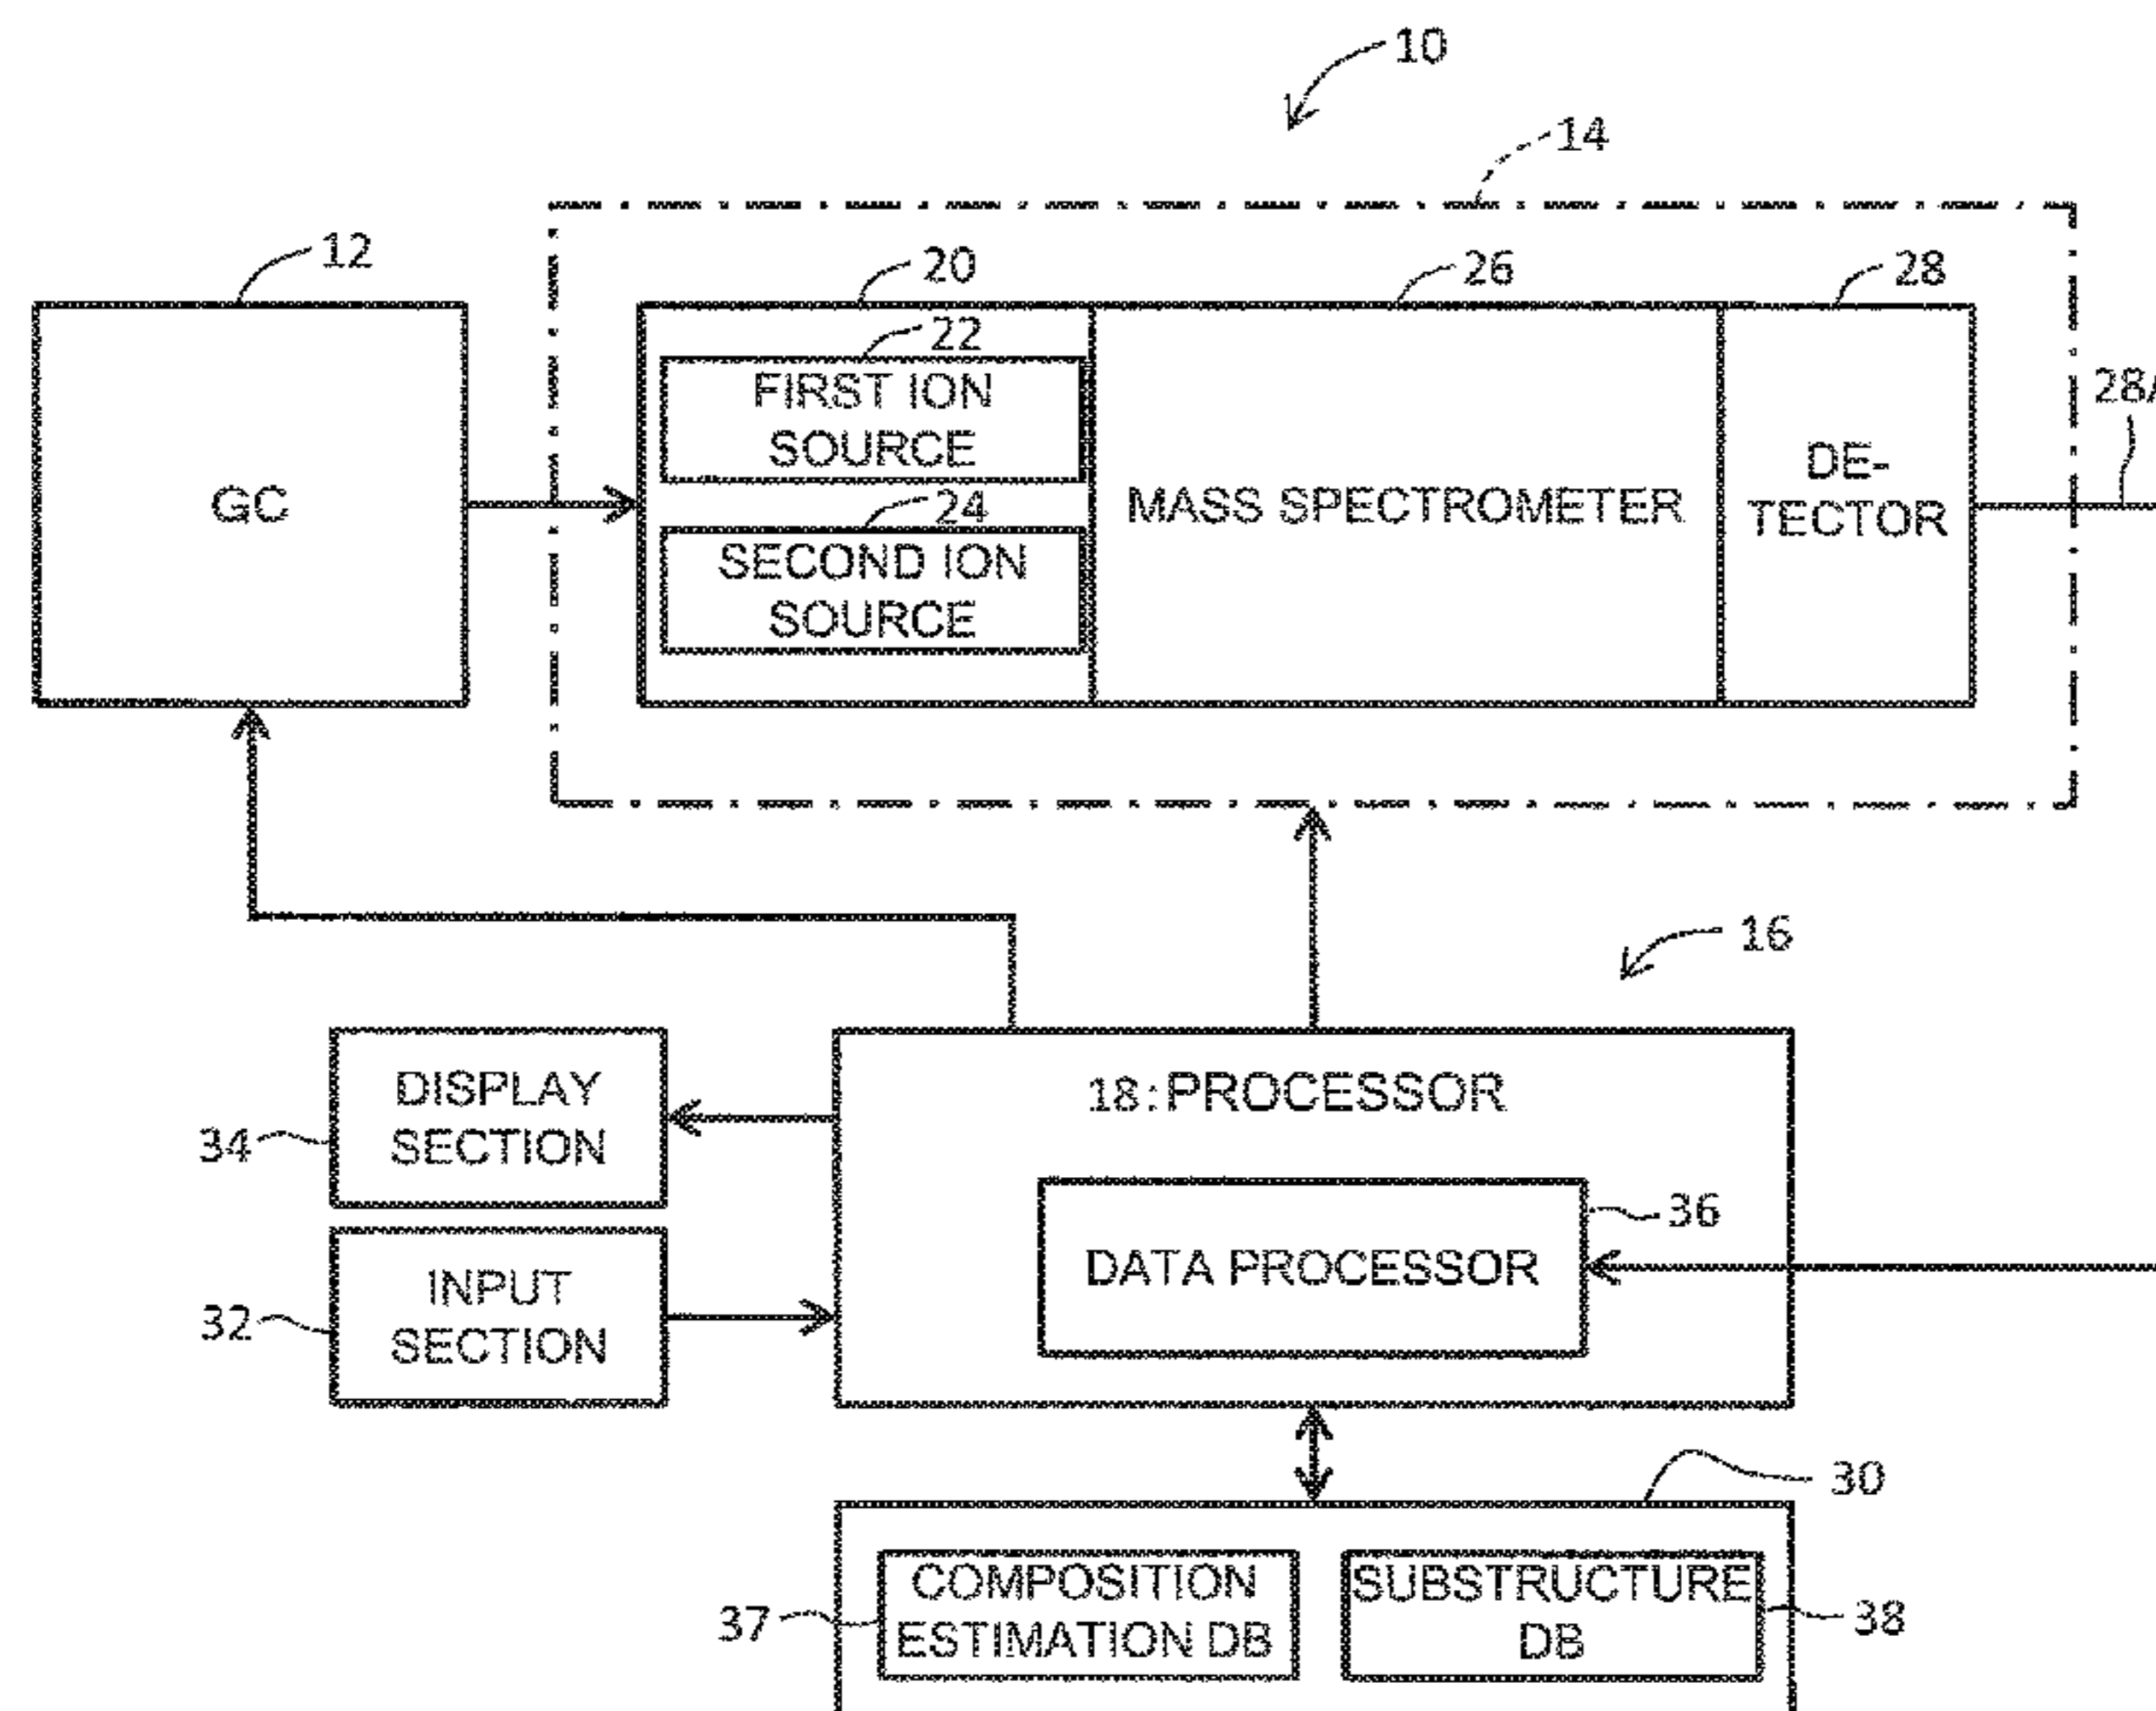 10
14
12
20
26
28
22
FIRST ION
SOURCE
28A
GC
24
SECOND ION
SOURCE
MASS SPECTROMETER
DE-
TECTOR
16
DISPLAY
SECTION
34
18:PROCESSOR
36
DATA PROCESSOR
INPUT
SECTION
32
30
COMPOSITION
ESTIMATION DB
37
SUBSTRUCTURE
DB
38